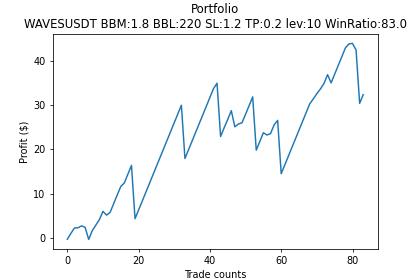 Portfolio
WAVESUSDT BBM:1.8 BBL:220 SL:1.2 TP:0.2 lev:10 WinRatio:83.0
Profit ($)
40
30
20
10
0
0
20
40
60
80
Trade counts